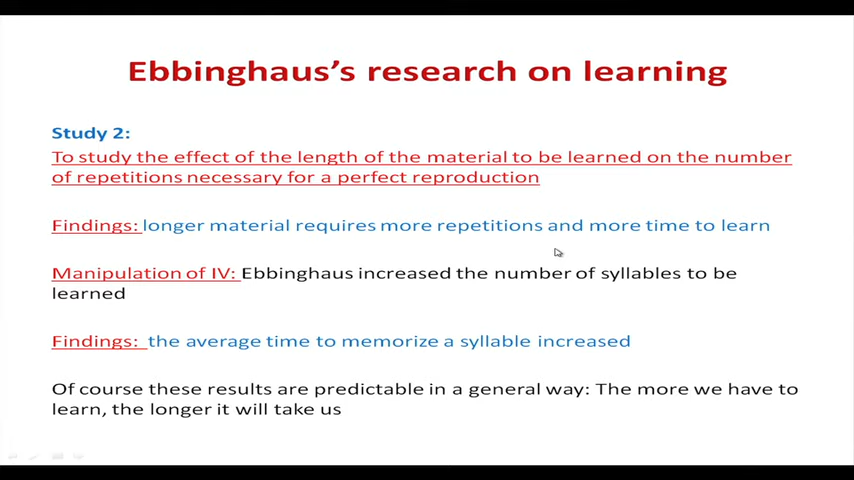 Ebbinghaus's research on learning
Study 2:
To study the effect of the length of the material to be learned on the number
of repetitions necessary for a perfect reproduction
Findings: longer material requires more repetitions and more time to learn
Manipulation of IV: Ebbinghaus increased the number of syllables to be
learned
Findings: the average time to memorize a syllable increased
Of course these results are predictable in a general way: The more we have to
learn, the longer it will take us